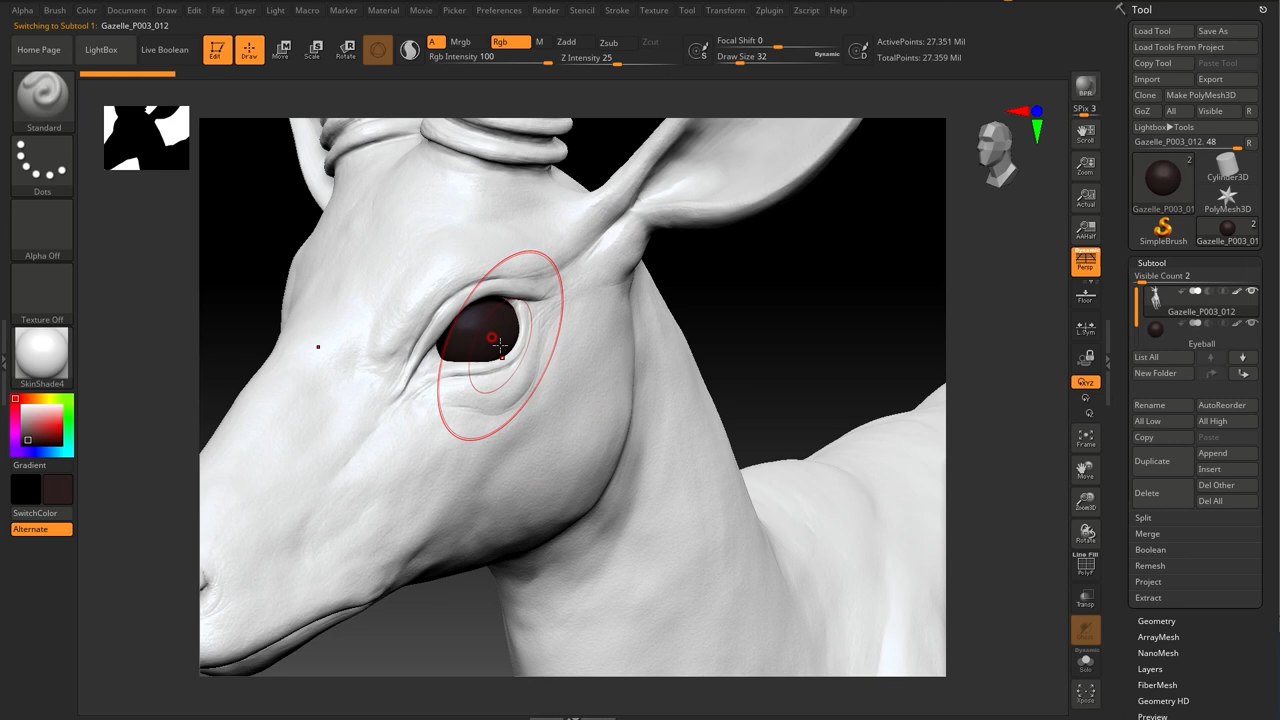 Alpha Brush Color Document Draw Edit File Layer Light Macro Marker Material Movie Picker Preferences Render Stencil Stroke Texture Tool Transform Zplugin Zscript Help
Switching to Subtool 1: Gazelle_P003_012
Home Page
LightBox
Live Boolean
Edit
Draw
Move
Scale
Rotate
A
Mrgb
Rgb
M
Zadd
Zsub
Zcut
Rgb Intensity 100
Z Intensity 25
S
Focal Shift 0
Draw Size 32
Dynamic
D
ActivePoints: 27.351 Mil
TotalPoints: 27.359 Mil
Standard
Dots
Alpha Off
Texture Off
SkinShade4
Gradient
SwitchColor
Alternate
BPR
SPix 3
Scroll
Zoom
Actual
AAHalf
Dynamic
Persp
Floor
L.Sym
XYZ
Frame
Move
Zoom3D
Rotate
Line Fill
PolyF
Transp
Dynamic
Solo
Xpose
Tool
Load Tool Save As
Load Tools From Project
Copy Tool Paste Tool
Import Export
Clone Make PolyMesh3D
GoZ All Visible R
Lightbox▶Tools
Gazelle_P003_012. 48 R
2
Gazelle_P003_01
Cylinder3D
PolyMesh3D
SimpleBrush
2
Gazelle_P003_01
Subtool
Visible Count 2
Gazelle_P003_012
Eyeball
List All
New Folder
Rename AutoReorder
All Low All High
Copy Paste
Duplicate
Append
Insert
Delete
Del Other
Del All
Split
Merge
Boolean
Remesh
Project
Extract
Geometry
ArrayMesh
NanoMesh
Layers
FiberMesh
Geometry HD
Preview